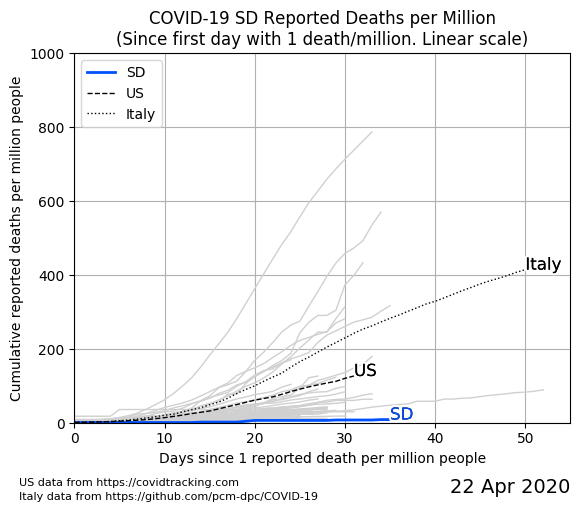 COVID-19 SD Reported Deaths per Million
(Since first day with 1 death/million. Linear scale)
Cumulative reported deaths per million people
1000
800
600
400
200
0
SD
US
Italy
Italy
US
SD
0
10
20
30
40
50
Days since 1 reported death per million people
US data from https://covidtracking.com
Italy data from https://github.com/pcm-dpc/COVID-19
22 Apr 2020